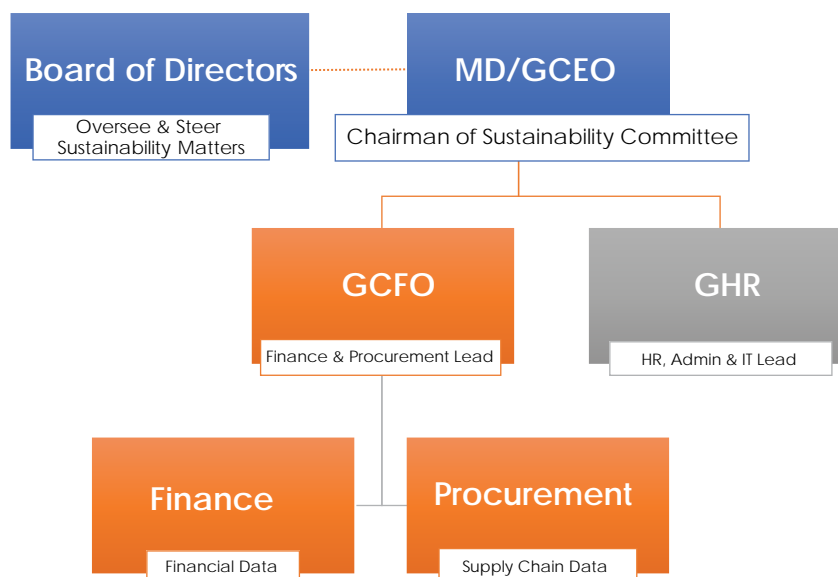 Board of Directors
Oversee & Steer
Sustainability Matters
MD/GCEO
Chairman of Sustainability Committee
GCFO
Finance & Procurement Lead
GHR
HR, Admin & IT Lead
Finance
Financial Data
Procurement
Supply Chain Data